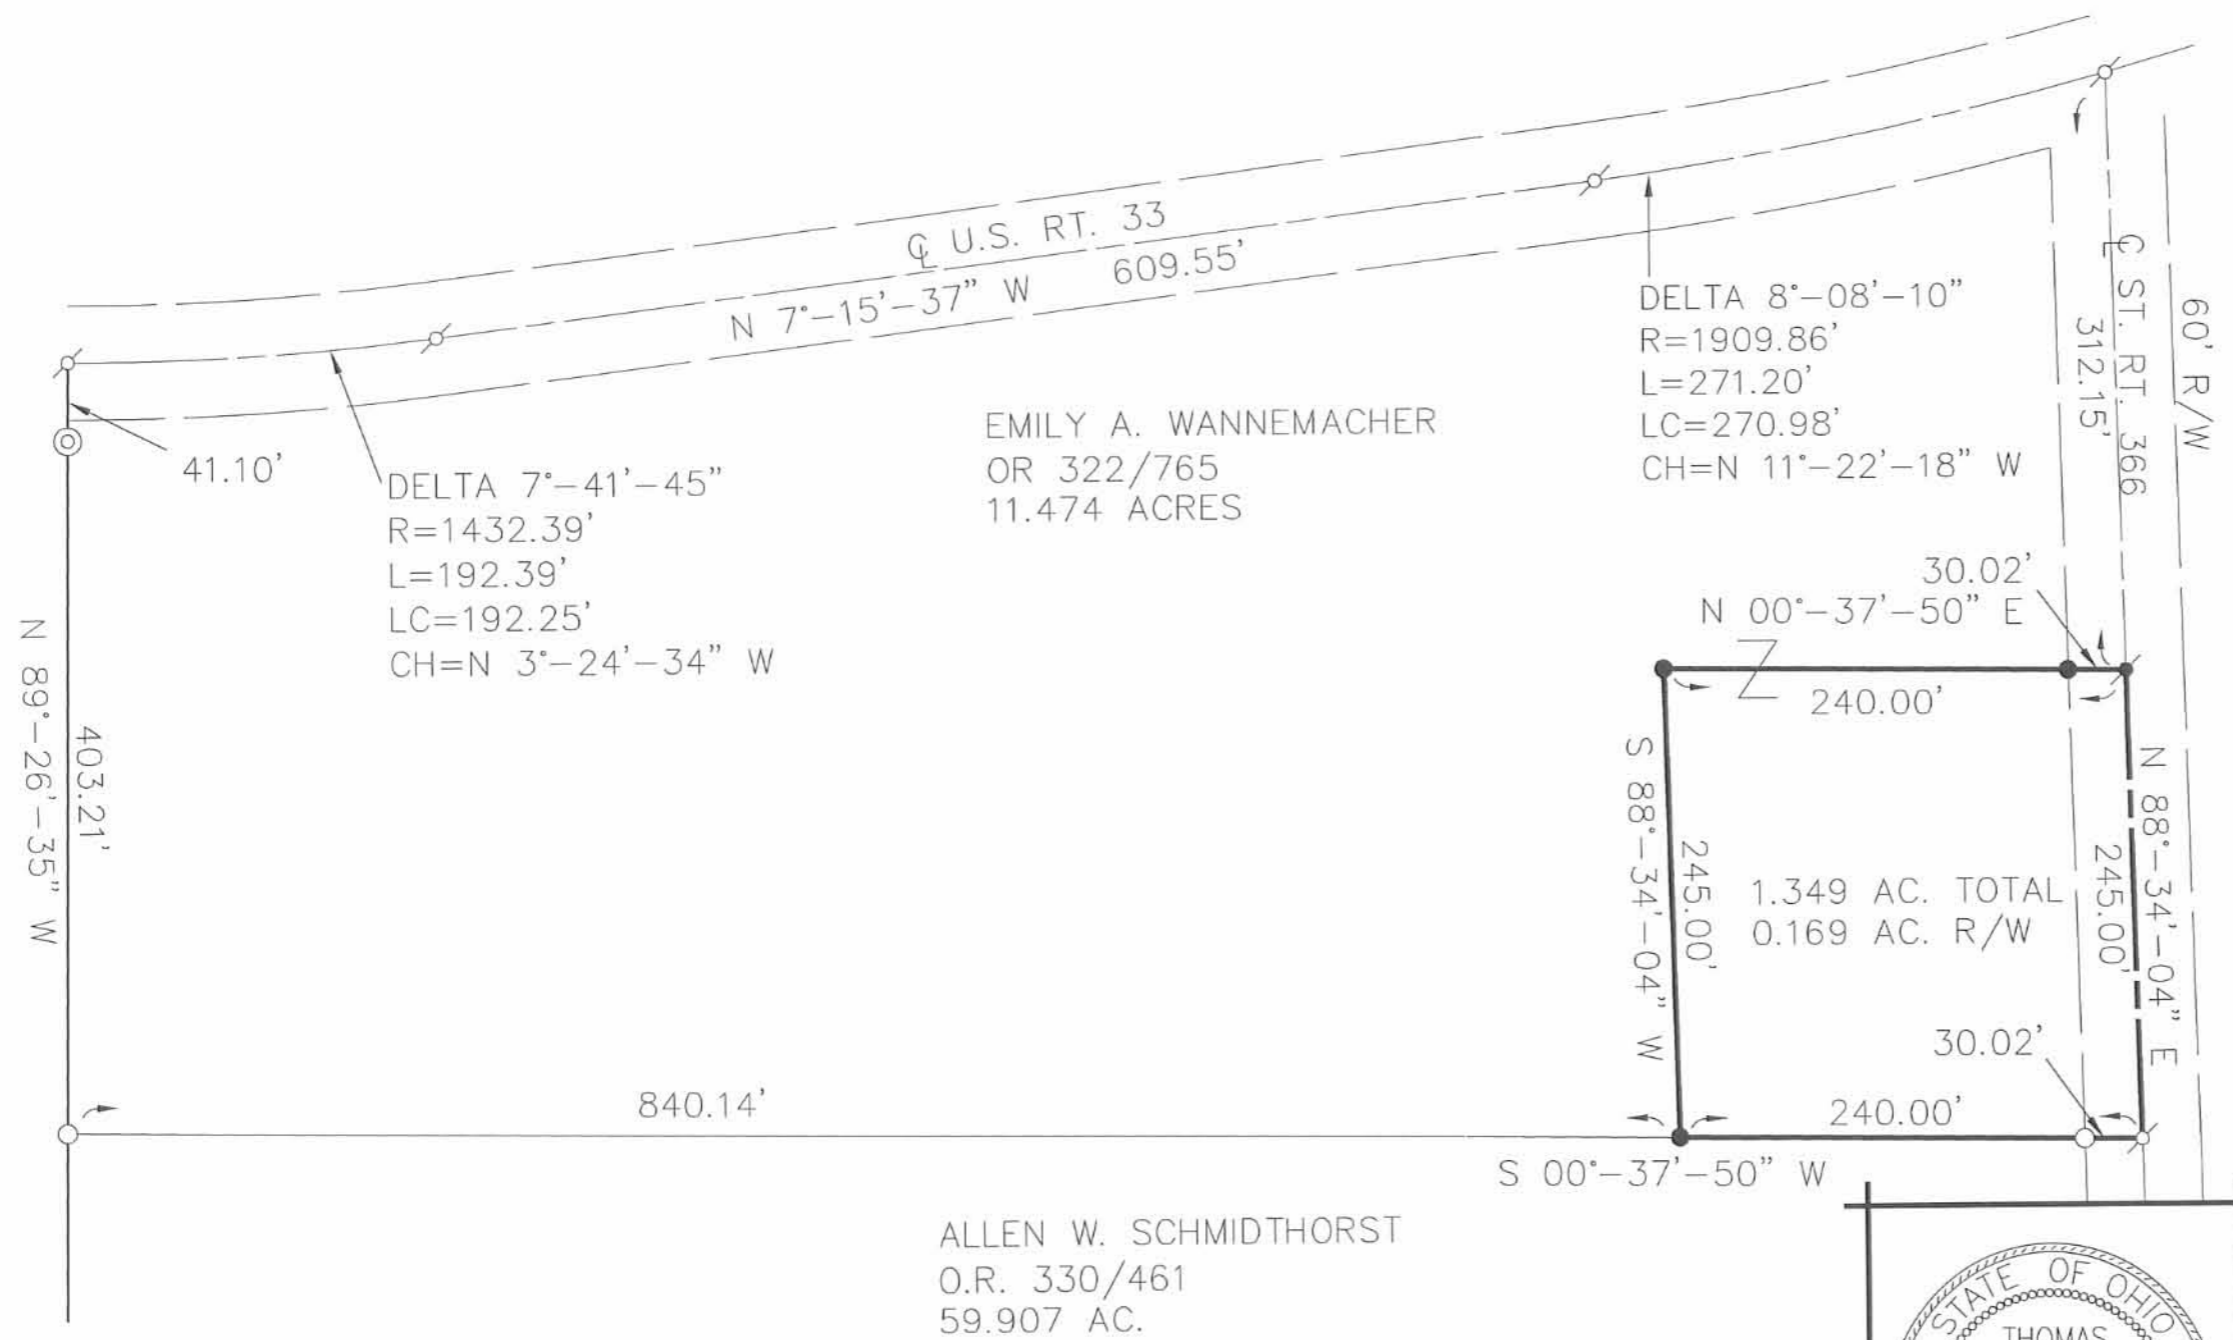 ℄ U.S. RT. 33
N 7°-15'-37" W 609.55'
41.10'
DELTA 7°-41'-45"
R=1432.39'
L=192.39'
LC=192.25'
CH=N 3°-24'-34" W
EMILY A. WANNEMACHER
OR 322/765
11.474 ACRES
DELTA 8°-08'-10"
R=1909.86'
L=271.20'
LC=270.98'
CH=N 11°-22'-18" W
℄ ST. RT. 366
312.15'
60' R/W
30.02'
N 00°-37'-50" E
240.00'
N 89°-26'-35" W
403.21'
S 88°-34'-04" W
245.00'
1.349 AC. TOTAL
0.169 AC. R/W
245.00'
N 88°-34'-04" E
30.02'
840.14'
240.00'
S 00°-37'-50" W
ALLEN W. SCHMIDTHORST
O.R. 330/461
59.907 AC.
STATE OF OHIO
THOMAS